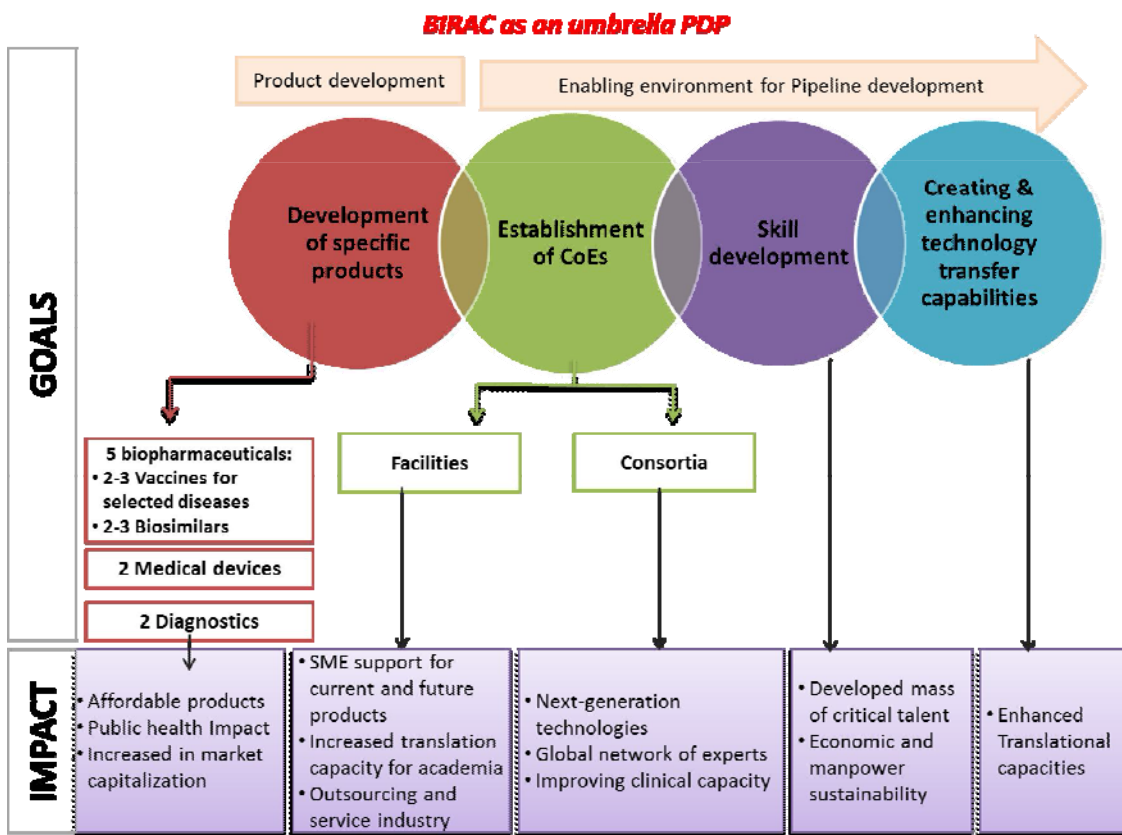 BIRAC as an umbrella PDP
Product development
Enabling environment for Pipeline development
GOALS
Development
of specific
products
Establishment
of CoEs
Skill
development
Creating &
enhancing
technology
transfer
capabilities
5 biopharmaceuticals:
• 2-3 Vaccines for
selected diseases
• 2-3 Biosimilars
2 Medical devices
2 Diagnostics
Facilities
Consortia
IMPACT
• Affordable products
• Public health Impact
• Increased in market
capitalization
• SME support for
current and future
products
• Increased translation
capacity for academia
• Outsourcing and
service industry
• Next-generation
technologies
• Global network of experts
• Improving clinical capacity
• Developed mass
of critical talent
• Economic and
manpower
sustainability
• Enhanced
Translational
capacities